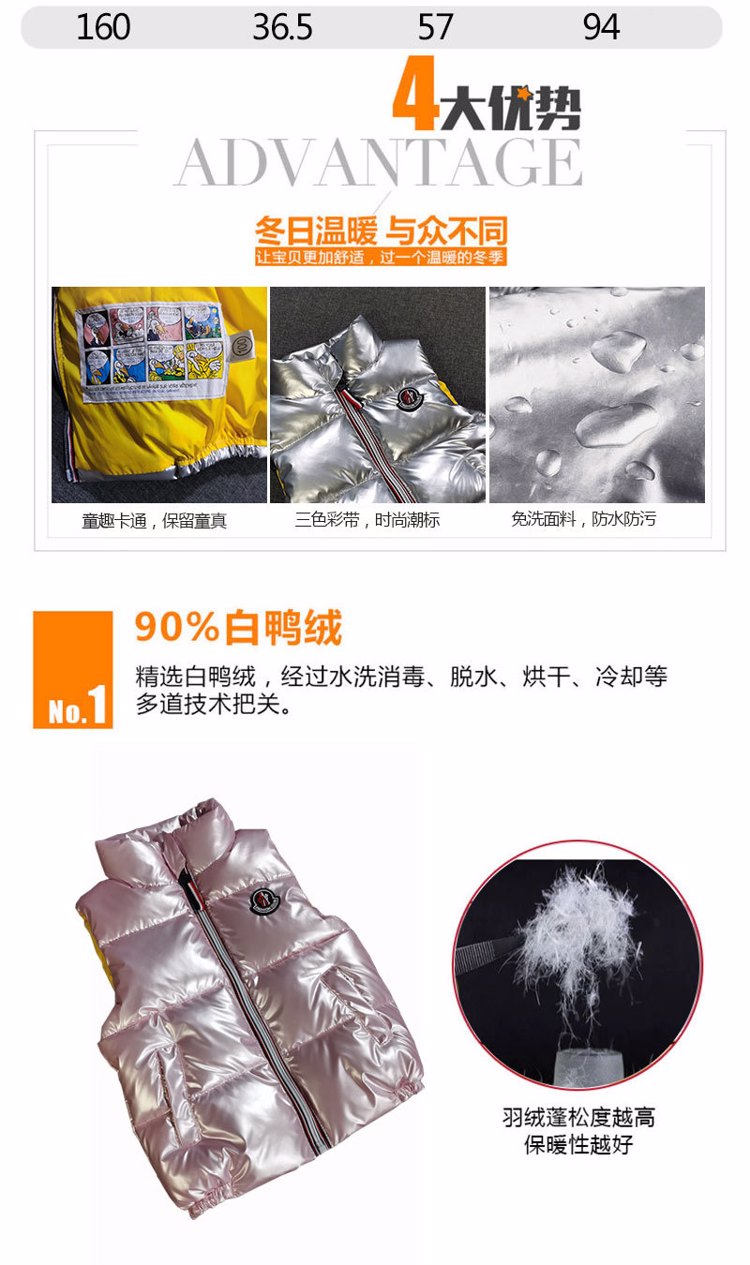 160 36.5 57 94
4大优势
ADVANTAGE
冬日温暖 与众不同
让宝贝更加舒适，过一个温暖的冬季
童趣卡通，保留童真
三色彩带，时尚潮标
免洗面料，防水防污
90%白鸭绒
精选白鸭绒，经过水洗消毒、脱水、烘干、冷却等
多道技术把关。
No.1
羽绒蓬松度越高
保暖性越好